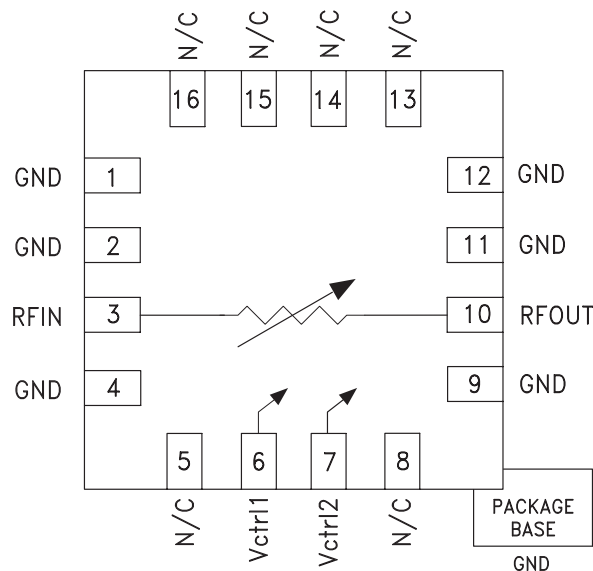 N/C
N/C
N/C
N/C
16
15
14
13
GND
1
12
GND
GND
2
11
GND
RFIN
3
10
RFOUT
GND
4
9
GND
5
6
7
8
N/C
Vctrl1
Vctrl2
N/C
PACKAGE
BASE
GND